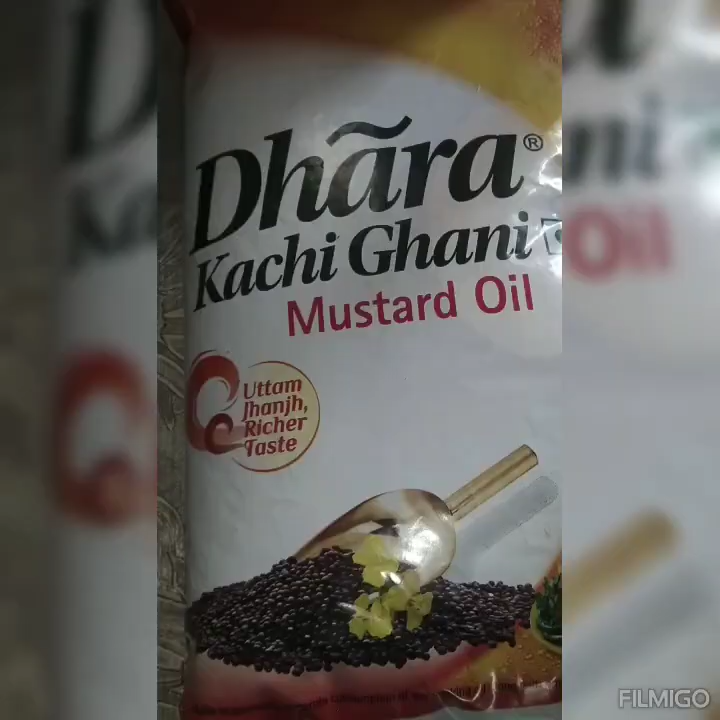 Dhāra®
Kachi Ghani
Mustard Oil
Uttam
Jhanjh,
Richer
Taste
FILMIGO